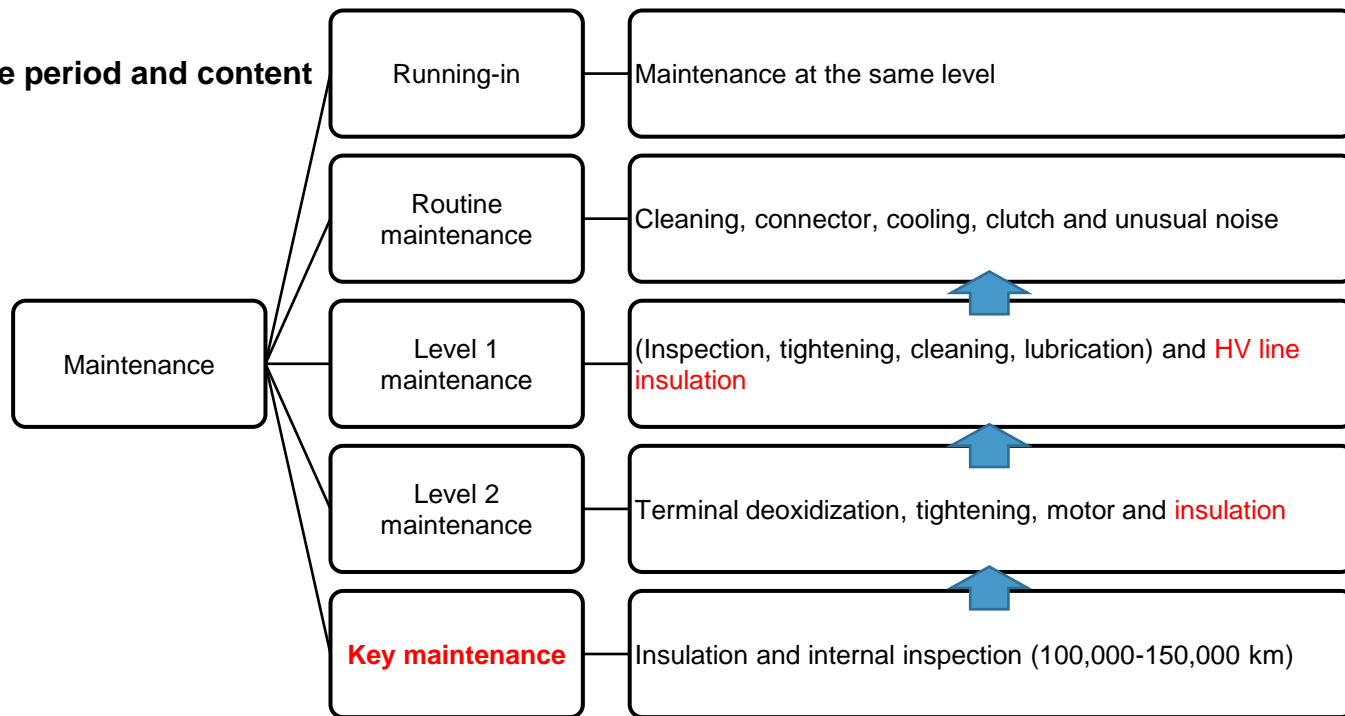 e period and content
Running-in
Maintenance at the same level
Routine
maintenance
Cleaning, connector, cooling, clutch and unusual noise
Maintenance
Level 1
maintenance
(Inspection, tightening, cleaning, lubrication) and HV line
insulation
Level 2
maintenance
Terminal deoxidization, tightening, motor and insulation
Key maintenance
Insulation and internal inspection (100,000-150,000 km)